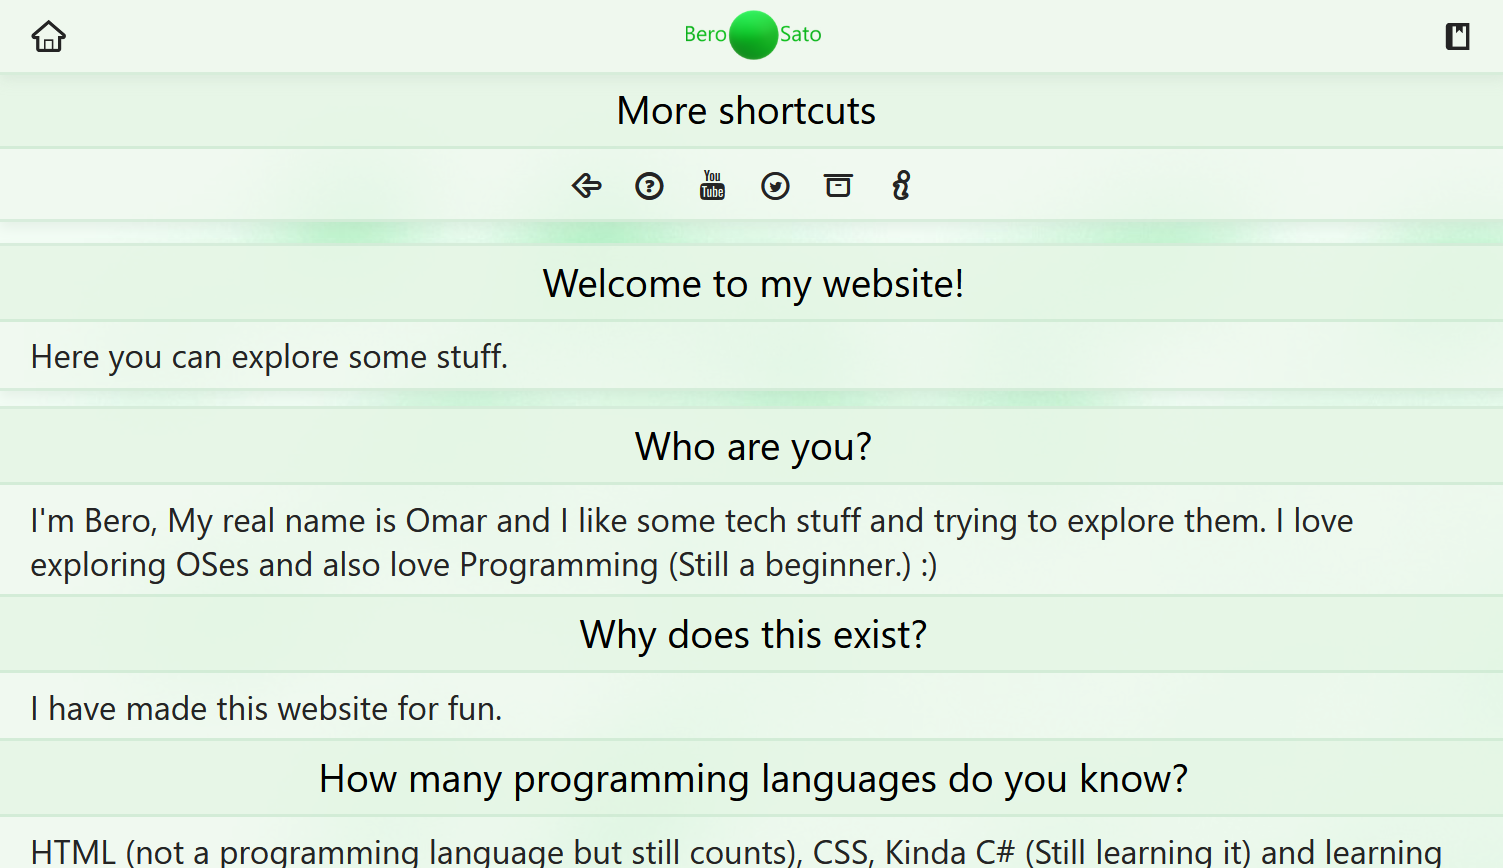 Bero Sato
More shortcuts
You
Tube
Welcome to my website!
Here you can explore some stuff.
Who are you?
I'm Bero, My real name is Omar and I like some tech stuff and trying to explore them. I love
exploring OSes and also love Programming (Still a beginner.) :)
Why does this exist?
I have made this website for fun.
How many programming languages do you know?
HTML (not a programming language but still counts), CSS, Kinda C# (Still learning it) and learning